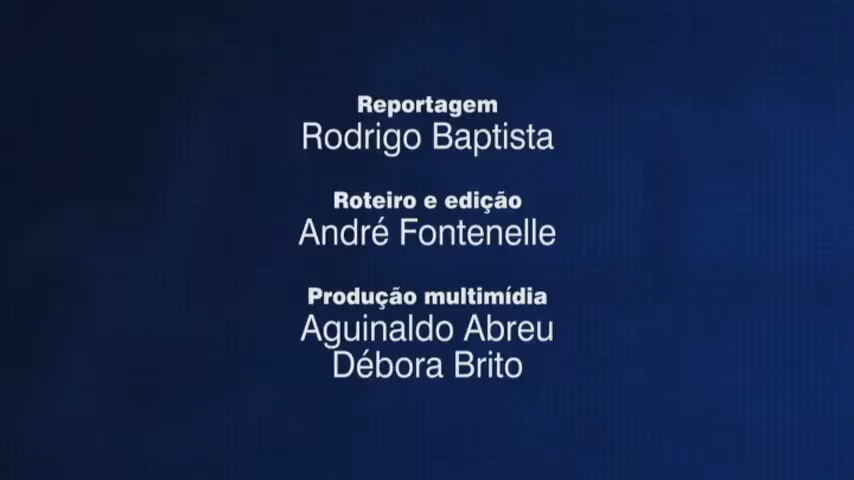 Reportagem
Rodrigo Baptista
Roteiro e edição
André Fontenelle
Produção multimídia
Aguinaldo Abreu
Débora Brito